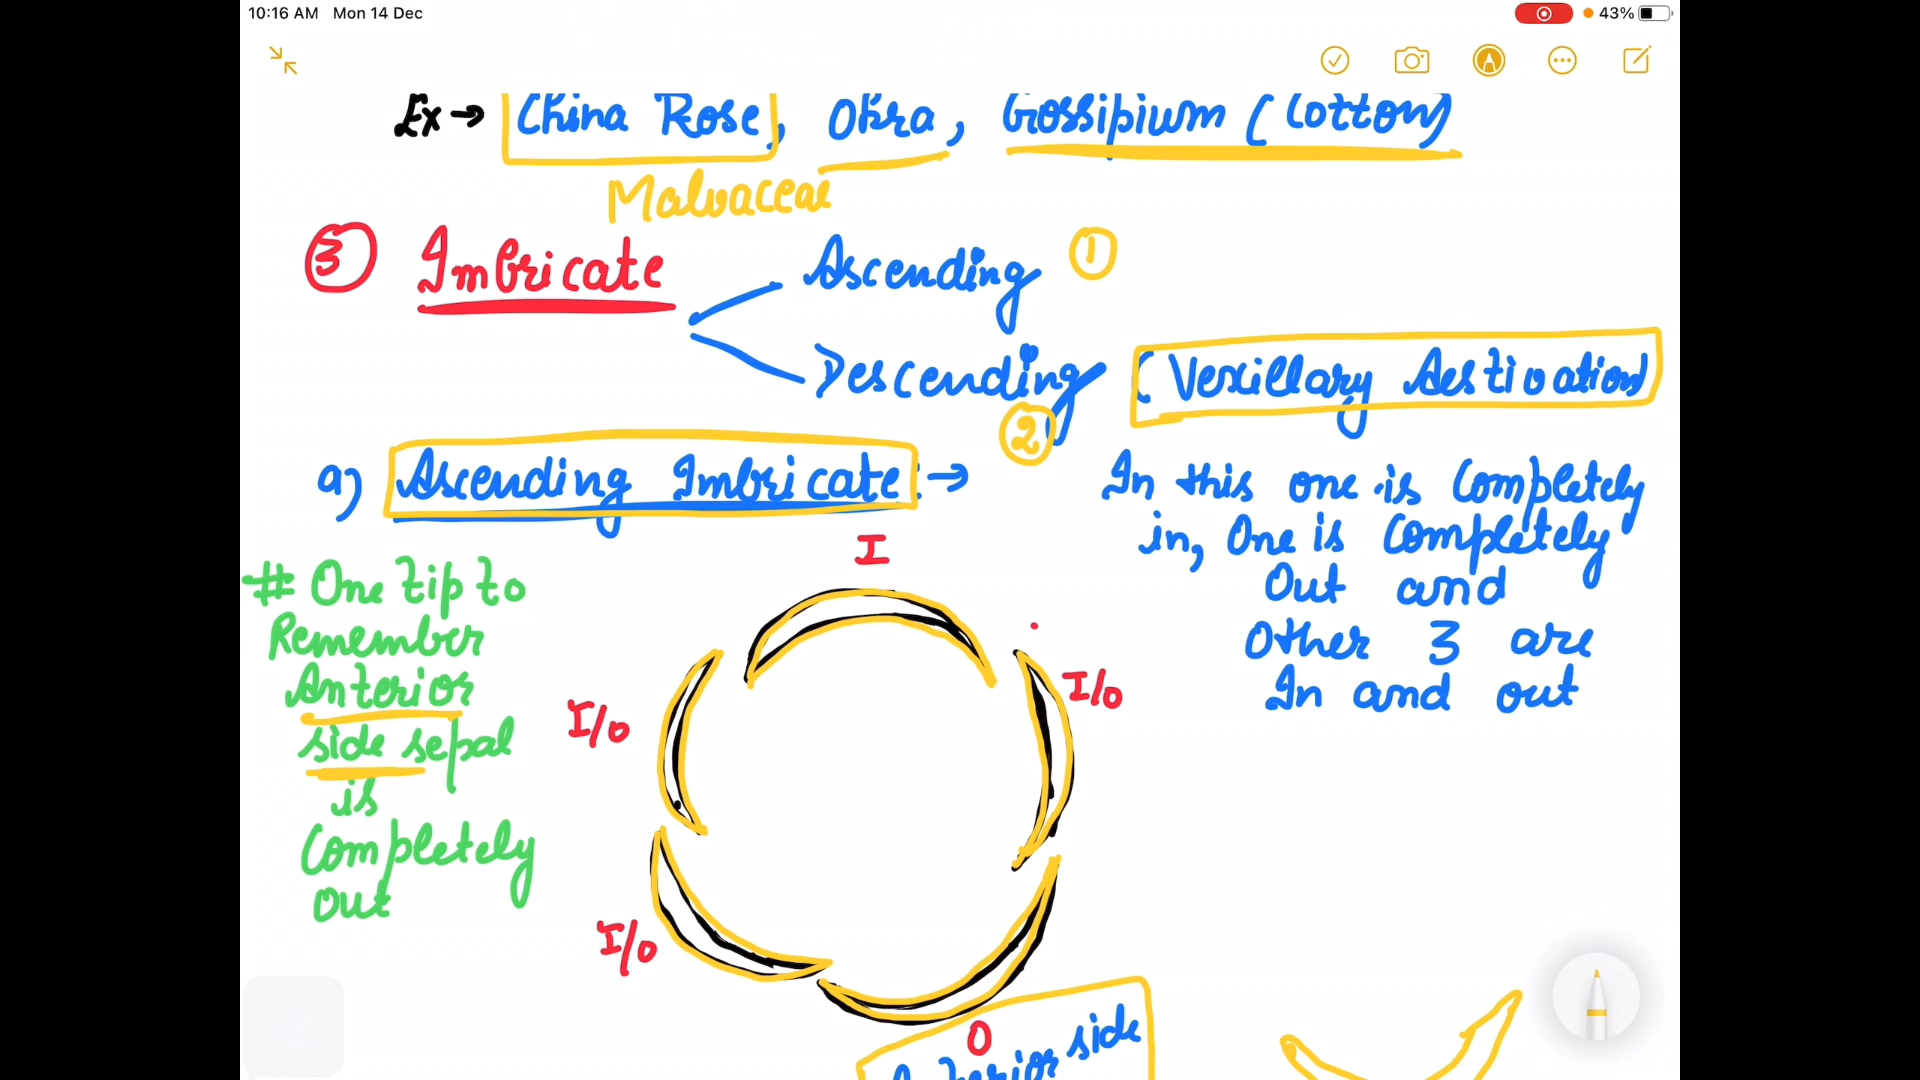 10:16 AM Mon 14 Dec
43%
Ex → China Rose, Okra, Gossipium (Cotton)
Malvaceae
3 Imbricate
Ascending 1
Descending (Vexillary Aestivation
2
a) Ascending Imbricate: →
In this one is Completely
in, One is Completely
Out and
Other 3 are
In and out
# One tip to
Remember
Anterior
side sepal
is
Completely
out
I
I/o
I/o
I/o
O
Anterior side